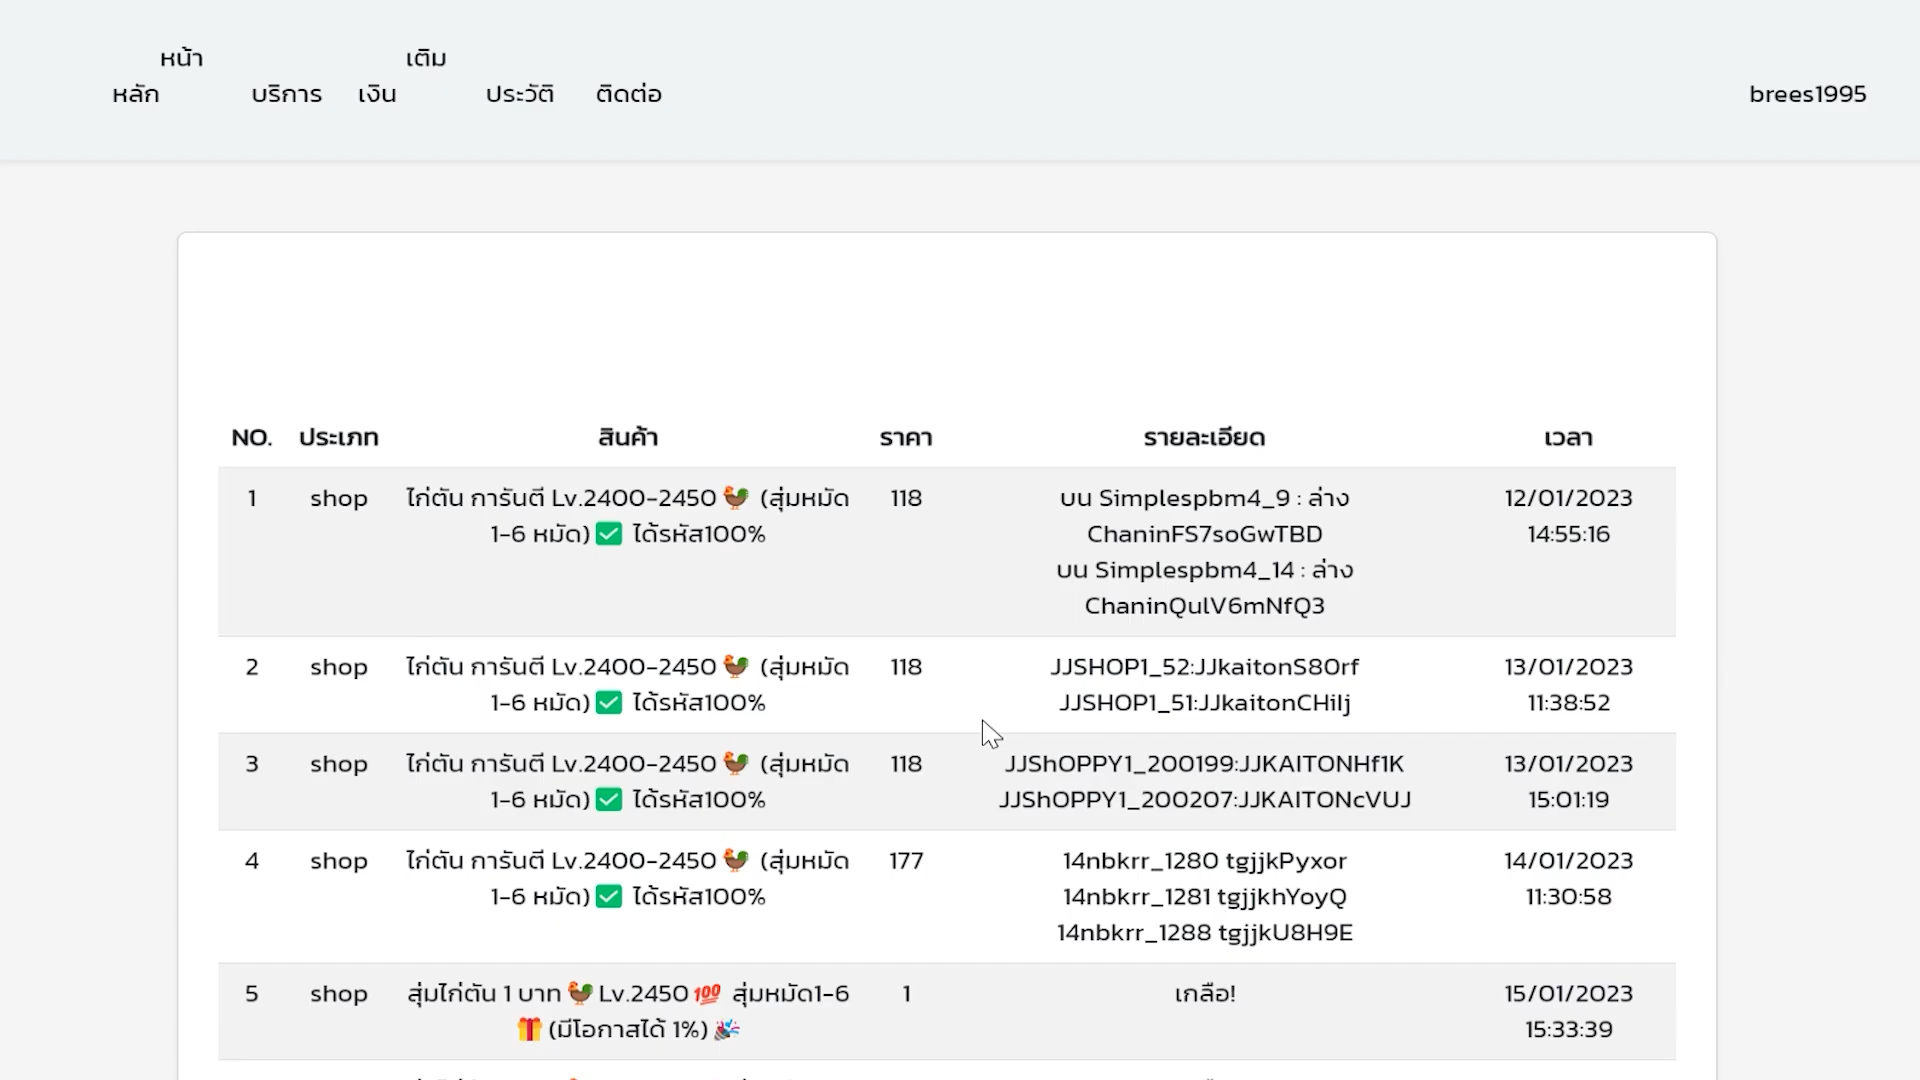 หน้า
หลัก
บริการ
เติม
เงิน
ประวัติ
ติดต่อ
brees1995
NO. ประเภท สินค้า ราคา รายละเอียด เวลา
1 shop ไก่ตัน การันตี Lv.2400-2450 🐓 (สุ่มหมัด 118 บน Simplespbm4_9 : ล่าง 12/01/2023
1-6 หมัด) ✅ ได้รหัส100% ChaninFS7soGwTBD 14:55:16
บน Simplespbm4_14 : ล่าง
ChaninQulV6mNfQ3
2 shop ไก่ตัน การันตี Lv.2400-2450 🐓 (สุ่มหมัด 118 JJSHOP1_52:JJkaitonS80rf 13/01/2023
1-6 หมัด) ✅ ได้รหัส100% JJSHOP1_51:JJkaitonCHilj 11:38:52
3 shop ไก่ตัน การันตี Lv.2400-2450 🐓 (สุ่มหมัด 118 JJShOPPY1_200199:JJKAITONHf1K 13/01/2023
1-6 หมัด) ✅ ได้รหัส100% JJShOPPY1_200207:JJKAITONcVUJ 15:01:19
4 shop ไก่ตัน การันตี Lv.2400-2450 🐓 (สุ่มหมัด 177 14nbkrr_1280 tgjjkPyxor 14/01/2023
1-6 หมัด) ✅ ได้รหัส100% 14nbkrr_1281 tgjjkhYoyQ 11:30:58
14nbkrr_1288 tgjjkU8H9E
5 shop สุ่มไก่ตัน 1 บาท 🐓 Lv.2450 💯 สุ่มหมัด1-6 1 เกลือ! 15/01/2023
🎁 (มีโอกาสได้ 1%) 🎉 15:33:39